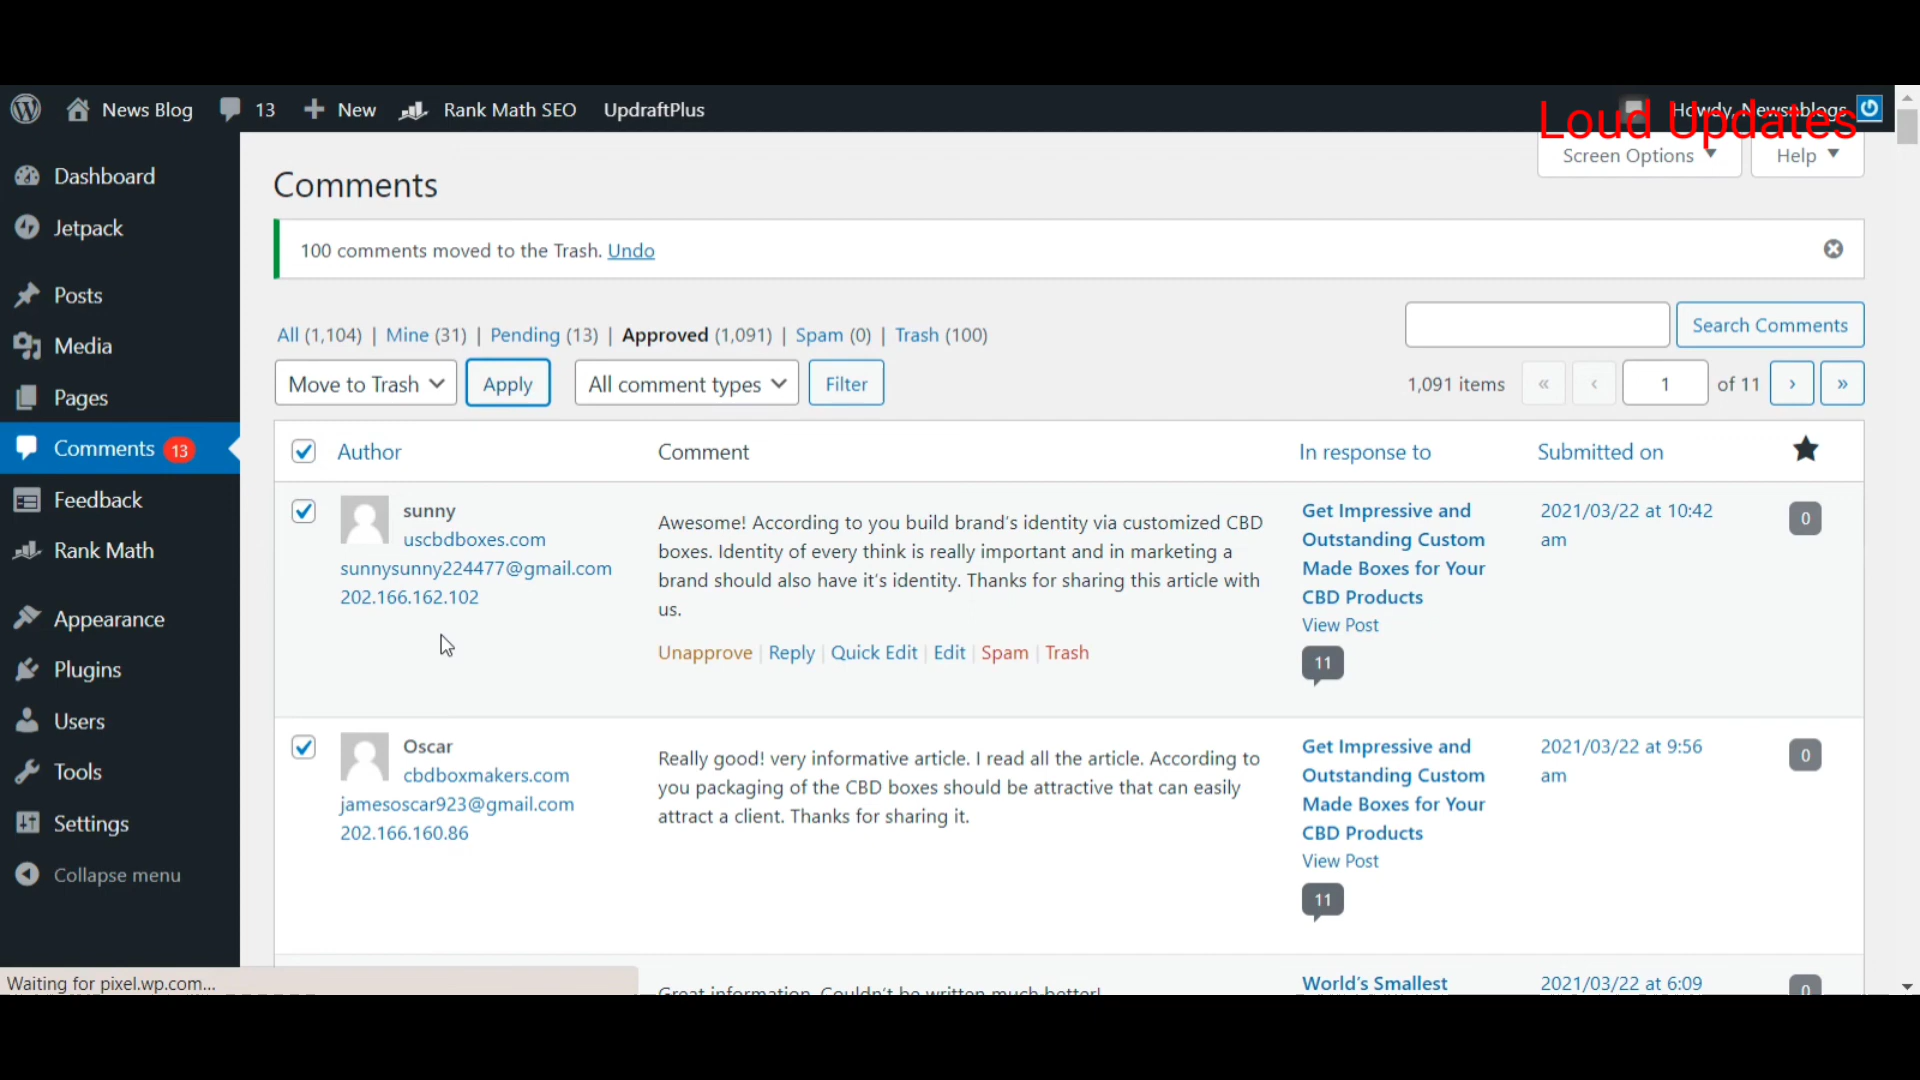 News Blog 13 New Rank Math SEO UpdraftPlus Howdy, Newsnblogs
Loud Updates
Screen Options Help
Dashboard
Jetpack
Posts
Media
Pages
Comments 13
Feedback
Rank Math
Appearance
Plugins
Users
Tools
Settings
Collapse menu
Comments
100 comments moved to the Trash. Undo
All (1,104) | Mine (31) | Pending (13) | Approved (1,091) | Spam (0) | Trash (100)
Search Comments
Move to Trash Apply All comment types Filter
1,091 items « ‹ 1 of 11 › »
Author Comment In response to Submitted on
sunny
uscbdboxes.com
sunnysunny224477@gmail.com
202.166.162.102
Awesome! According to you build brand's identity via customized CBD
boxes. Identity of every think is really important and in marketing a
brand should also have it's identity. Thanks for sharing this article with
us.
Unapprove | Reply | Quick Edit | Edit | Spam | Trash
Get Impressive and
Outstanding Custom
Made Boxes for Your
CBD Products
View Post
11
2021/03/22 at 10:42
am
0
Oscar
cbdboxmakers.com
jamesoscar923@gmail.com
202.166.160.86
Really good! very informative article. I read all the article. According to
you packaging of the CBD boxes should be attractive that can easily
attract a client. Thanks for sharing it.
Get Impressive and
Outstanding Custom
Made Boxes for Your
CBD Products
View Post
11
2021/03/22 at 9:56
am
0
Great information. Couldn't be written much better!
World's Smallest
2021/03/22 at 6:09
0
Waiting for pixel.wp.com...